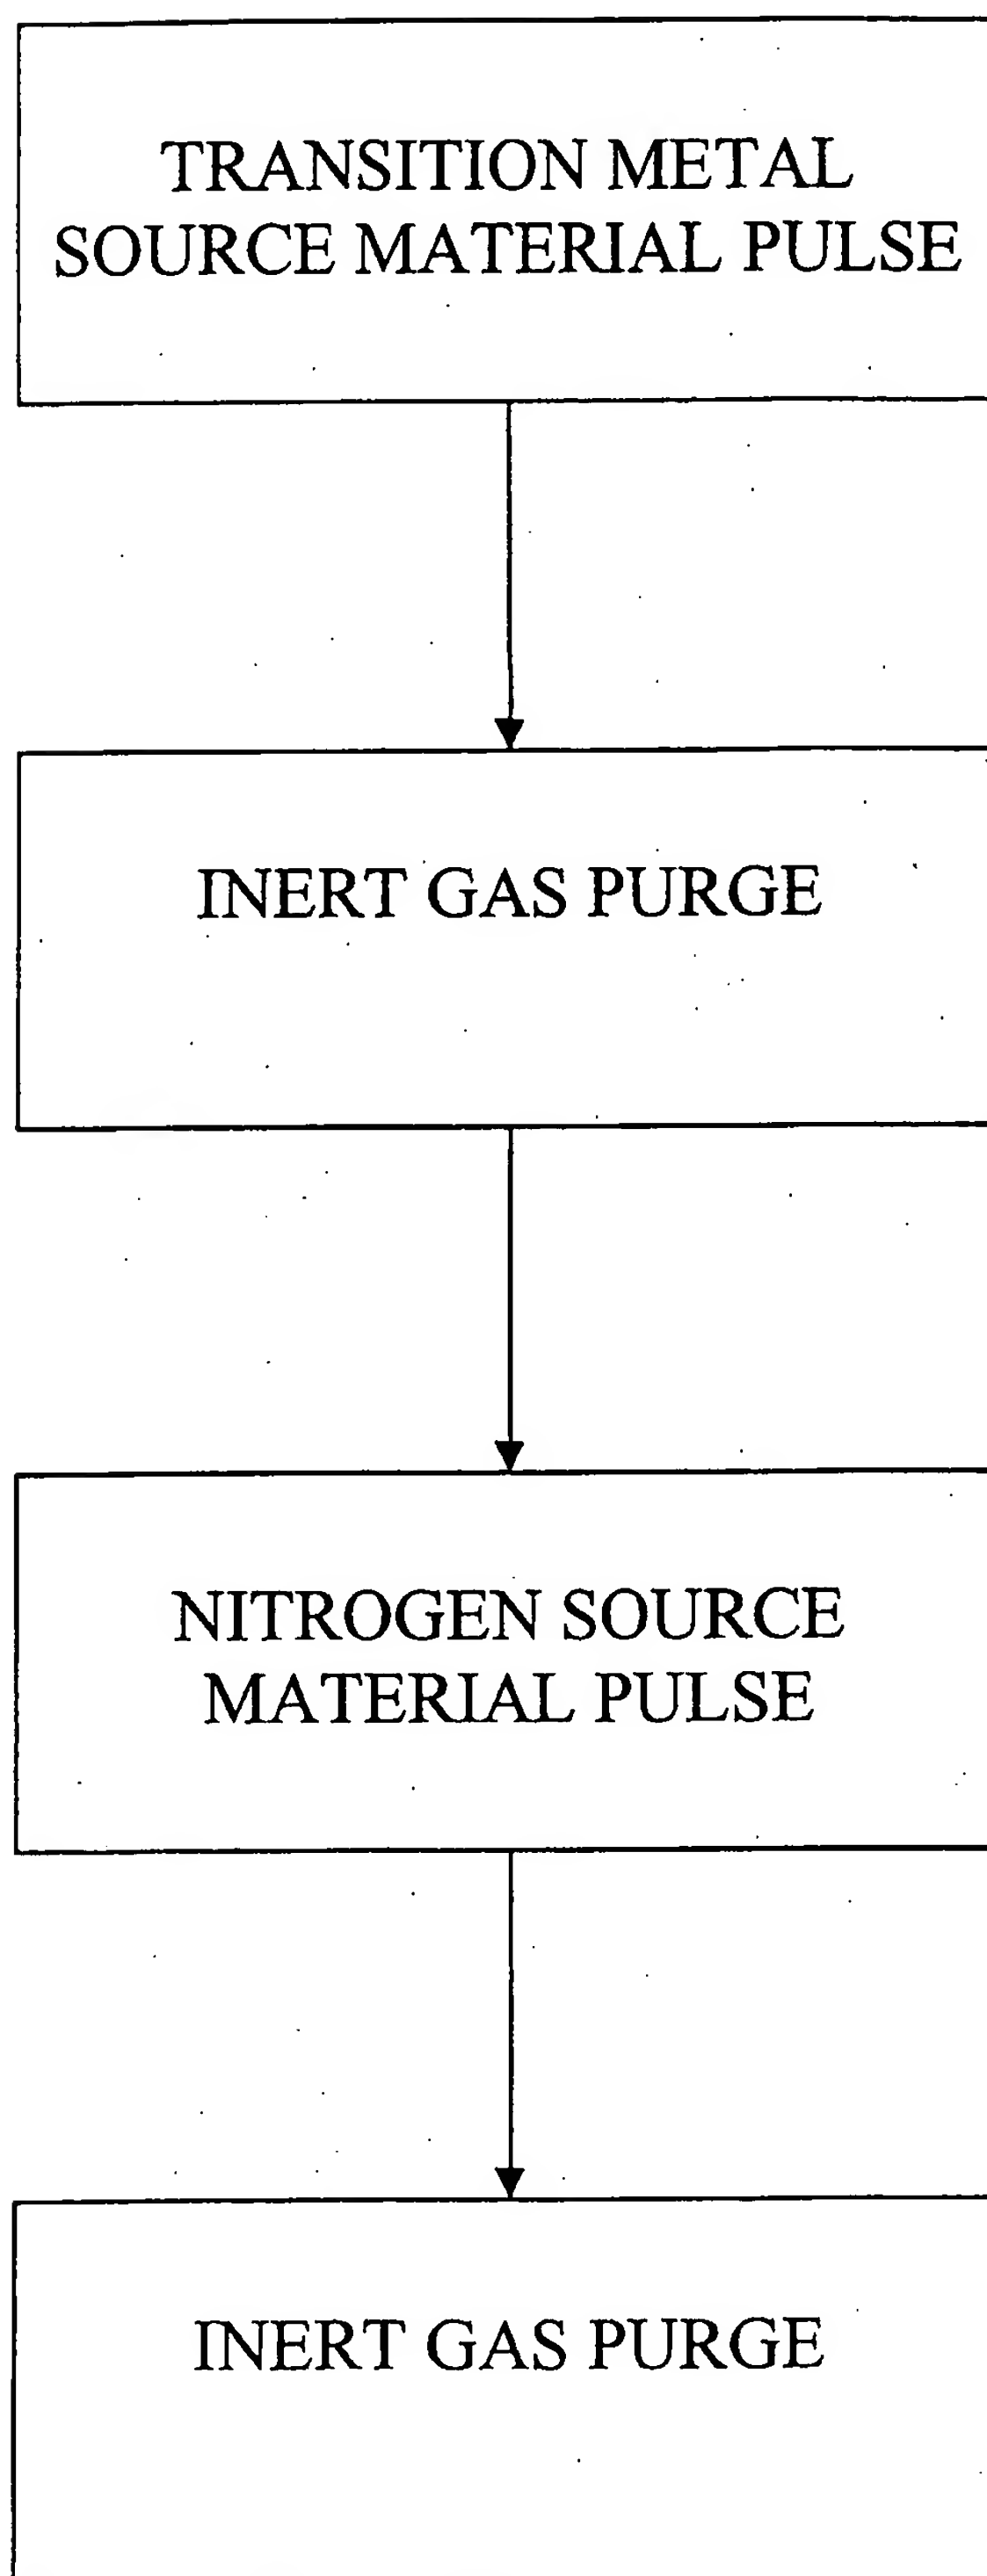 TRANSITION METAL
SOURCE MATERIAL PULSE
INERT GAS PURGE
NITROGEN SOURCE
MATERIAL PULSE
INERT GAS PURGE